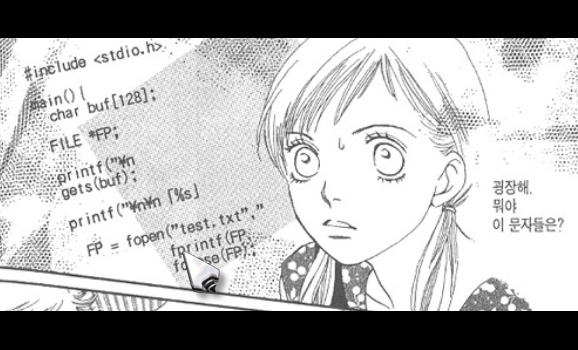 #include <stdio.h>
main() {
char buf[128];
FILE *FP;
printf("¥n
gets(buf);
printf("¥n¥n「%s」
FP = fopen("test.txt","
fprintf(FP,
(FP);
굉장해.
뭐야
이 문자들은?